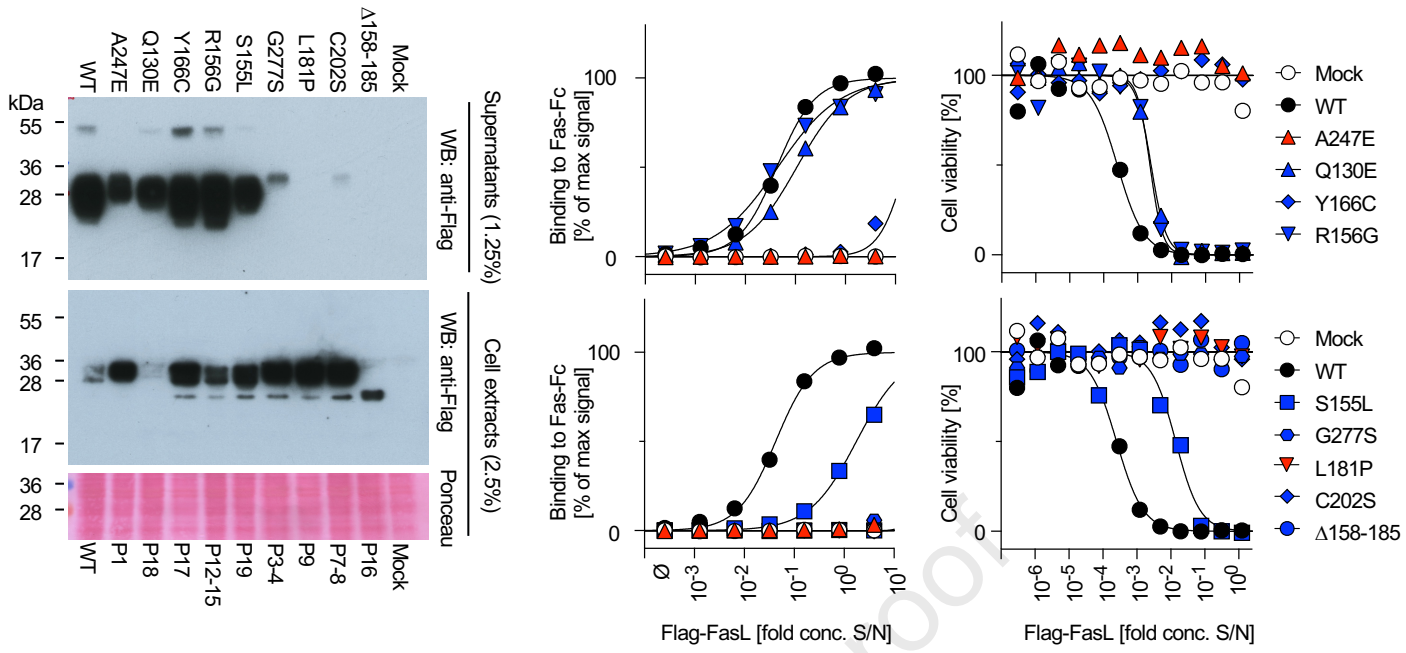 WT
A247E
Q130E
Y166C
R156G
S155L
G277S
L181P
C202S
Δ158-185
Mock
kDa
55
36
28
17
WB: anti-Flag
Supernatants (1.25%)
55
36
28
17
WB: anti-Flag
Cell extracts (2.5%)
36
28
Ponceau
WT
P1
P18
P17
P12-15
P19
P3-4
P9
P7-8
P16
Mock
Binding to Fas-Fc
[% of max signal]
100
0
Cell viability [%]
100
0
Mock
WT
A247E
Q130E
Y166C
R156G
Binding to Fas-Fc
[% of max signal]
100
0
Ø
10⁻³
10⁻²
10⁻¹
10⁰
10¹
Flag-FasL [fold conc. S/N]
Cell viability [%]
100
0
10⁻⁶
10⁻⁵
10⁻⁴
10⁻³
10⁻²
10⁻¹
10⁰
Flag-FasL [fold conc. S/N]
Mock
WT
S155L
G277S
L181P
C202S
Δ158-185
roof